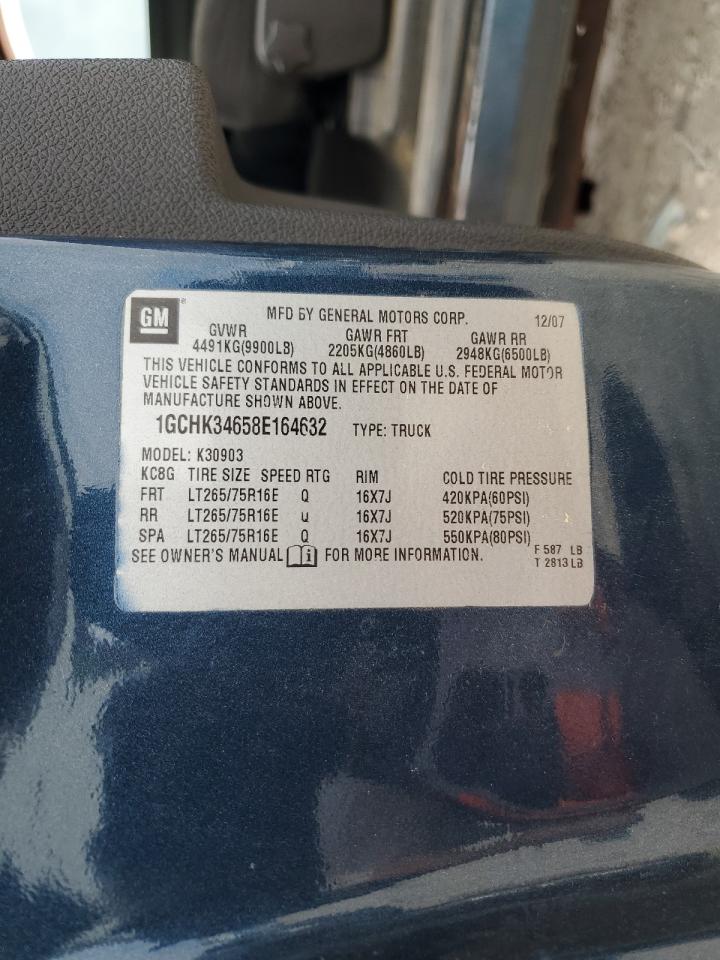 GM ®
MFD BY GENERAL MOTORS CORP. 12/07
GVWR GAWR FRT GAWR RR
4491KG(9900LB) 2205KG(4860LB) 2948KG(6500LB)
THIS VEHICLE CONFORMS TO ALL APPLICABLE U.S. FEDERAL MOTOR
VEHICLE SAFETY STANDARDS IN EFFECT ON THE DATE OF
MANUFACTURE SHOWN ABOVE.
1GCHK34658E164632 TYPE: TRUCK
MODEL: K30903
KC8G TIRE SIZE SPEED RTG RIM COLD TIRE PRESSURE
FRT LT265/75R16E Q 16X7J 420KPA(60PSI)
RR LT265/75R16E Q 16X7J 520KPA(75PSI)
SPA LT265/75R16E Q 16X7J 550KPA(80PSI)
SEE OWNER'S MANUAL i FOR MORE INFORMATION. F 587 LB
T 2813 LB